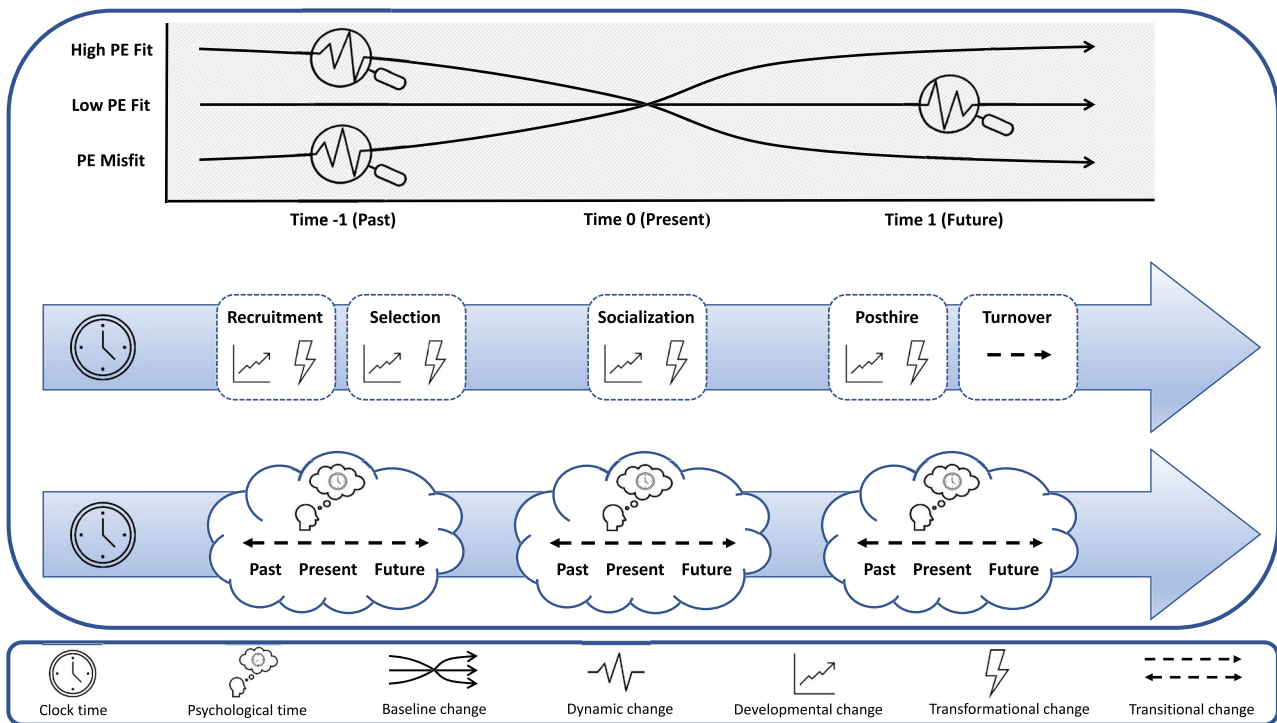 High PE Fit
Low PE Fit
PE Misfit
Time -1 (Past)
Time 0 (Present)
Time 1 (Future)
Recruitment
Selection
Socialization
Posthire
Turnover
Past Present Future
Past Present Future
Past Present Future
Clock time
Psychological time
Baseline change
Dynamic change
Developmental change
Transformational change
Transitional change